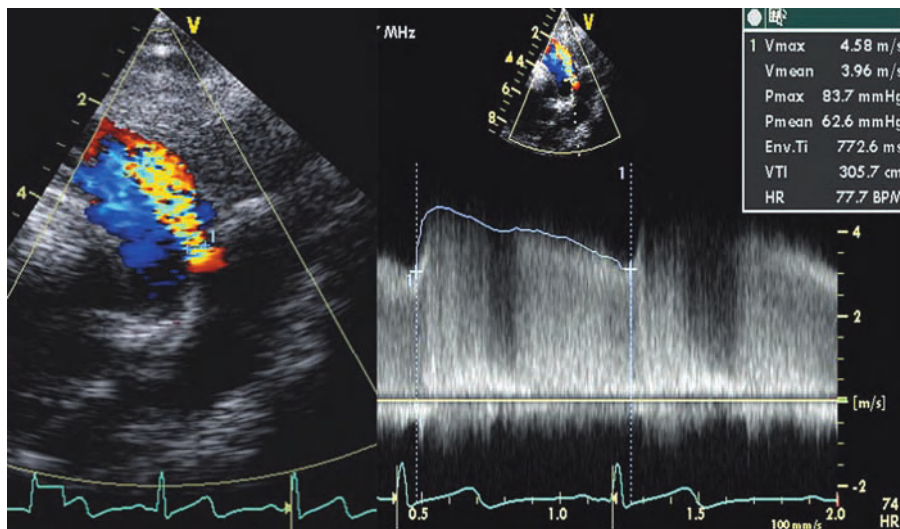 V
2
4
1
MHz
V
2
4
6
8
1 Vmax 4.58 m/s
Vmean 3.96 m/s
Pmax 83.7 mmHg
Pmean 62.6 mmHg
Env.Ti 772.6 ms
VTI 305.7 cm
HR 77.7 BPM
1
1
4
2
[m/s]
-2
0.5
1.0
1.5
2.0
74
100 mm/s
HR